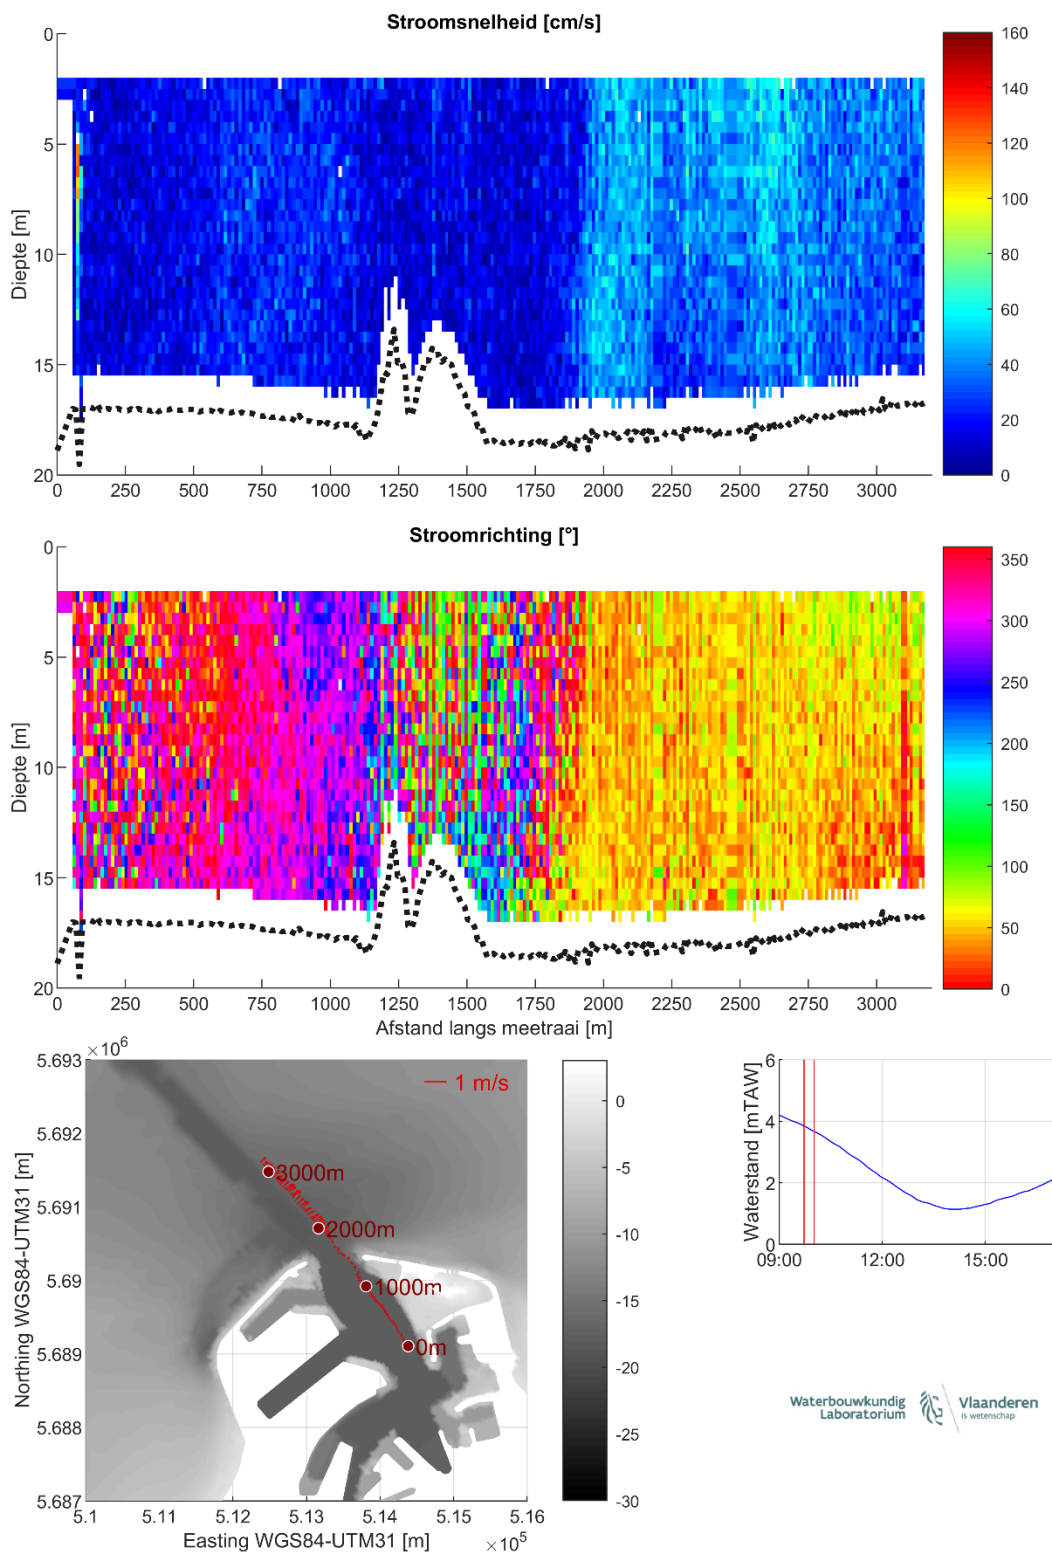 Stroomsnelheid [cm/s]
Diepte [m]
0
5
10
15
20
0 250 500 750 1000 1250 1500 1750 2000 2250 2500 2750 3000
160
140
120
100
80
60
40
20
0
Stroomrichting [°]
Diepte [m]
0
5
10
15
20
0 250 500 750 1000 1250 1500 1750 2000 2250 2500 2750 3000
Afstand langs meetraai [m]
350
300
250
200
150
100
50
0
×10⁶
5.693
5.692
5.691
5.69
5.689
5.688
5.687
Northing WGS84-UTM31 [m]
1 m/s
3000m
2000m
1000m
0m
5.1 5.12 5.13 5.14 5.15 5.16
Easting WGS84-UTM31 [m]
×10⁵
0
-5
-10
-15
-20
-25
-30
Waterstand [mTAW]
6
4
2
0
09:00 12:00 15:00
Waterbouwkundig
Laboratorium
Vlaanderen
is wetenschap